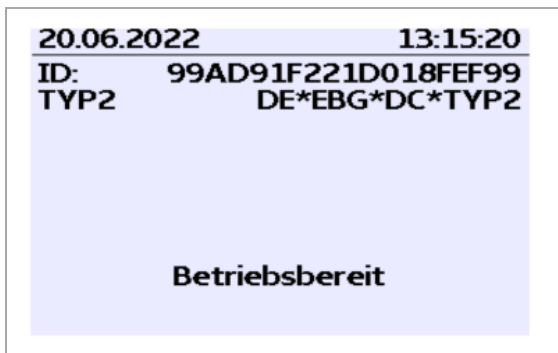 20.06.2022 13:15:20
ID: 99AD91F221D018FEF99
TYP2 DE*EBG*DC*TYP2
Betriebsbereit